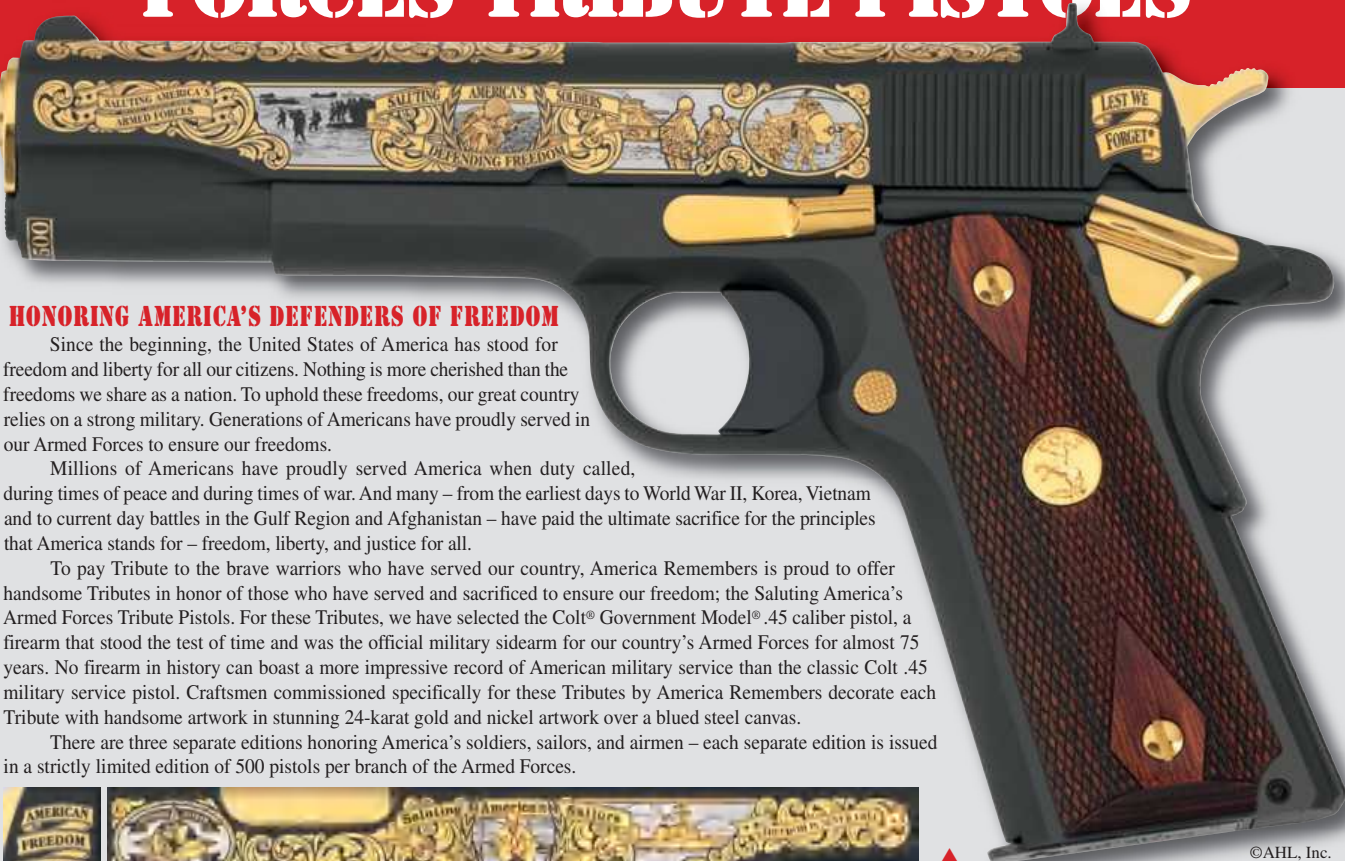 FORCES TRIBUTE PISTOLS
SALUTING AMERICA'S
ARMED FORCES
SALUTING AMERICA'S SOLDIERS
DEFENDING FREEDOM
LEST WE
FORGET®
500
HONORING AMERICA'S DEFENDERS OF FREEDOM
Since the beginning, the United States of America has stood for
freedom and liberty for all our citizens. Nothing is more cherished than the
freedoms we share as a nation. To uphold these freedoms, our great country
relies on a strong military. Generations of Americans have proudly served in
our Armed Forces to ensure our freedoms.
Millions of Americans have proudly served America when duty called,
during times of peace and during times of war. And many – from the earliest days to World War II, Korea, Vietnam
and to current day battles in the Gulf Region and Afghanistan – have paid the ultimate sacrifice for the principles
that America stands for – freedom, liberty, and justice for all.
To pay Tribute to the brave warriors who have served our country, America Remembers is proud to offer
handsome Tributes in honor of those who have served and sacrificed to ensure our freedom; the Saluting America's
Armed Forces Tribute Pistols. For these Tributes, we have selected the Colt® Government Model® .45 caliber pistol, a
firearm that stood the test of time and was the official military sidearm for our country's Armed Forces for almost 75
years. No firearm in history can boast a more impressive record of American military service than the classic Colt .45
military service pistol. Craftsmen commissioned specifically for these Tributes by America Remembers decorate each
Tribute with handsome artwork in stunning 24-karat gold and nickel artwork over a blued steel canvas.
There are three separate editions honoring America's soldiers, sailors, and airmen – each separate edition is issued
in a strictly limited edition of 500 pistols per branch of the Armed Forces.
AMERICAN
FREEDOM
Saluting America's Sailors
©AHL, Inc.